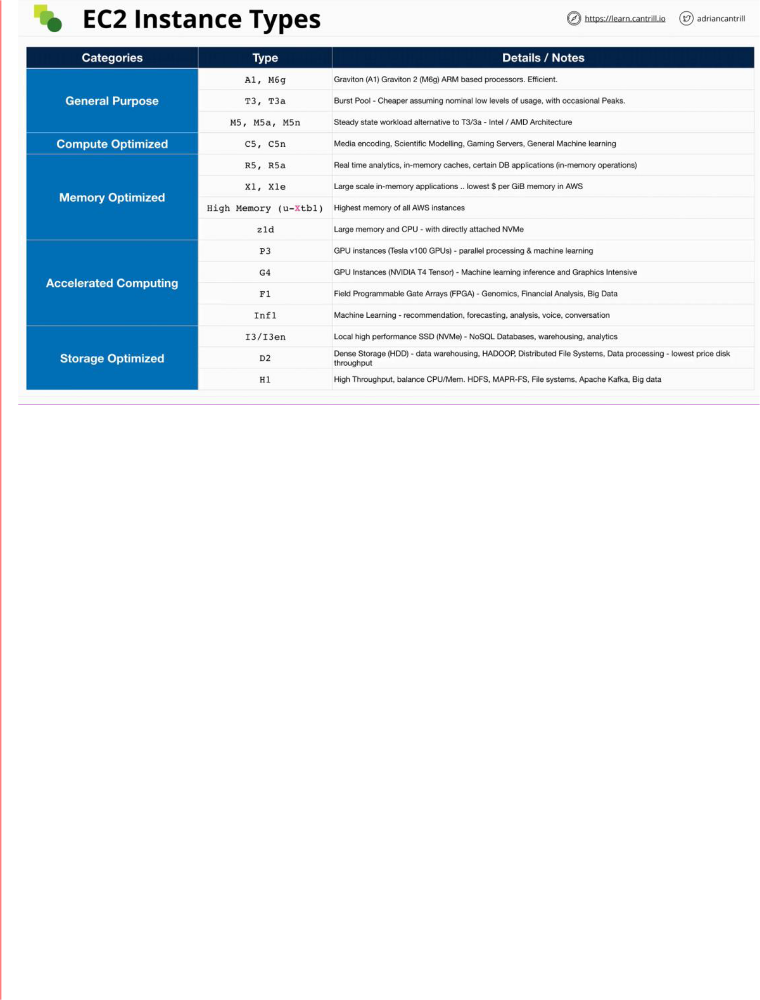 EC2 Instance Types
https://learn.cantrill.io
adriancantrill
Categories Type Details / Notes
General Purpose
A1, M6g Graviton (A1) Graviton 2 (M6g) ARM based processors. Efficient.
T3, T3a Burst Pool - Cheaper assuming nominal low levels of usage, with occasional Peaks.
M5, M5a, M5n Steady state workload alternative to T3/3a - Intel / AMD Architecture
Compute Optimized
C5, C5n Media encoding, Scientific Modelling, Gaming Servers, General Machine learning
Memory Optimized
R5, R5a Real time analytics, in-memory caches, certain DB applications (in-memory operations)
X1, X1e Large scale in-memory applications .. lowest $ per GiB memory in AWS
High Memory (u-Xtb1) Highest memory of all AWS instances
z1d Large memory and CPU - with directly attached NVMe
Accelerated Computing
P3 GPU instances (Tesla v100 GPUs) - parallel processing & machine learning
G4 GPU Instances (NVIDIA T4 Tensor) - Machine learning inference and Graphics Intensive
F1 Field Programmable Gate Arrays (FPGA) - Genomics, Financial Analysis, Big Data
Inf1 Machine Learning - recommendation, forecasting, analysis, voice, conversation
Storage Optimized
I3/I3en Local high performance SSD (NVMe) - NoSQL Databases, warehousing, analytics
D2 Dense Storage (HDD) - data warehousing, HADOOP, Distributed File Systems, Data processing - lowest price disk
throughput
H1 High Throughput, balance CPU/Mem. HDFS, MAPR-FS, File systems, Apache Kafka, Big data